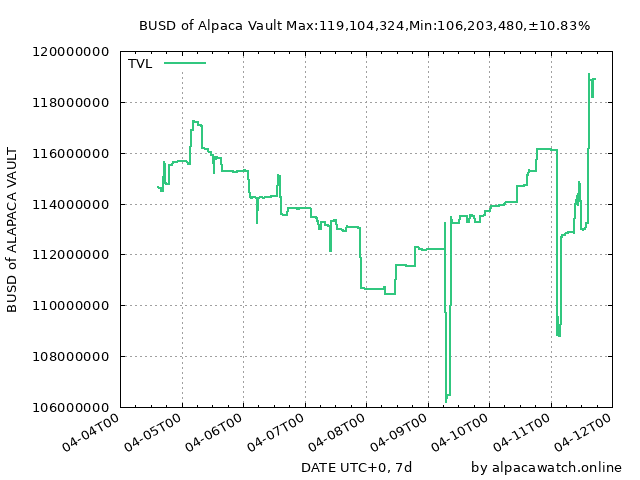 BUSD of Alpaca Vault Max:119,104,324,Min:106,203,480,±10.83%
120000000
TVL
118000000
116000000
114000000
112000000
110000000
108000000
106000000
BUSD of ALAPACA VAULT
04-04T00
04-05T00
04-06T00
04-07T00
04-08T00
04-09T00
04-10T00
04-11T00
04-12T00
DATE UTC+0, 7d
by alpacawatch.online